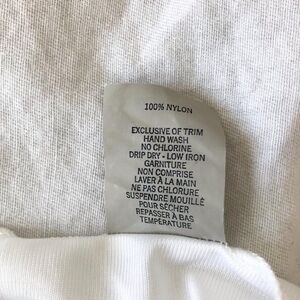 100% NYLON
EXCLUSIVE OF TRIM
HAND WASH
NO CHLORINE
DRIP DRY - LOW IRON
GARNITURE
NON COMPRISE
LAVER À LA MAIN
NE PAS CHLORURE
SUSPENDRE MOUILLÉ
POUR SÉCHER
REPASSER À BAS
TEMPÉRATURE